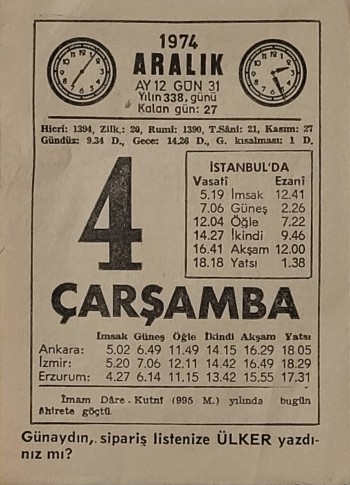 1974
ARALIK
AY 12 GÜN 31
Yılın 338. günü
Kalan gün: 27
Hicrî: 1394, Zilk.: 20, Rumî: 1390, T.Sâni: 21, Kasım: 27
Gündüz: 9.34 D., Gece: 14.26 D., G. kısalması: 1 D.
4
İSTANBUL'DA
Vasatî Ezanî
5.19 İmsak 12.41
7.06 Güneş 2.26
12.04 Öğle 7.22
14.27 İkindi 9.46
16.41 Akşam 12.00
18.18 Yatsı 1.38
ÇARŞAMBA
İmsak Güneş Öğle İkindi Akşam Yatsı
Ankara: 5.02 6.49 11.49 14.15 16.29 18.05
İzmir: 5.20 7.06 12.11 14.42 16.49 18.29
Erzurum: 4.27 6.14 11.15 13.42 15.55 17.31
İmam Dâre - Kutnî (995 M.) yılında bugün
âhirete göçtü.
Günaydın,. sipariş listenize ÜLKER yazdı-
nız mı?